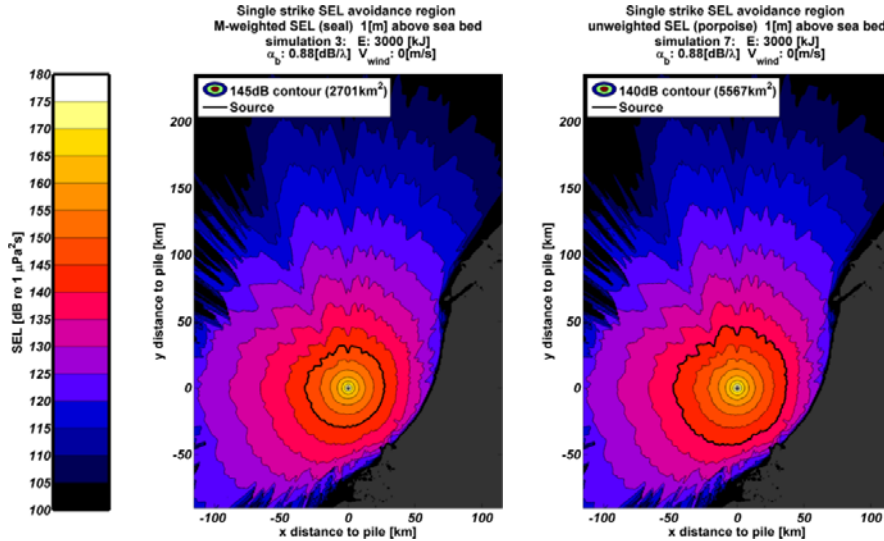 Single strike SEL avoidance region
M-weighted SEL (seal) 1[m] above sea bed
simulation 3: E: 3000 [kJ]
α_b: 0.88[dB/λ] V_wind: 0[m/s]
145dB contour (2701km²)
Source
Single strike SEL avoidance region
unweighted SEL (porpoise) 1[m] above sea bed
simulation 7: E: 3000 [kJ]
α_b: 0.88[dB/λ] V_wind: 0[m/s]
140dB contour (5567km²)
Source
SEL [dB re 1 μPa²s]
180
175
170
165
160
155
150
145
140
135
130
125
120
115
110
105
100
y distance to pile [km]
200
150
100
50
0
-50
-100 -50 0 50 100
x distance to pile [km]
y distance to pile [km]
200
150
100
50
0
-50
-100 -50 0 50 100
x distance to pile [km]